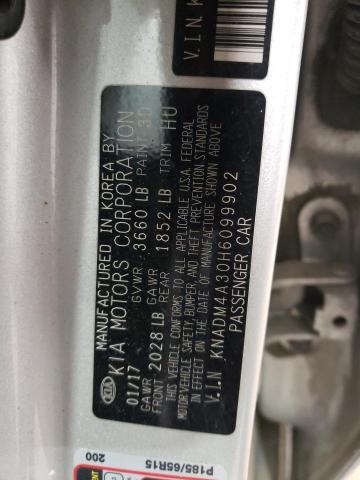 V.I.N. K
MANUFACTURED IN KOREA BY
KIA MOTORS CORPORATION
01/17 GVWR 3660 LB PAINT 3D
GAWR FRONT 2028 LB GAWR REAR 1852 LB TRIM HU
THIS VEHICLE CONFORMS TO ALL APPLICABLE U.S.A. FEDERAL
MOTOR VEHICLE SAFETY, BUMPER, AND THEFT PREVENTION STANDARDS
IN EFFECT ON THE DATE OF MANUFACTURE SHOWN ABOVE.
V.I.N. KNADM4A30H6099902
PASSENGER CAR
P185/65R15
200